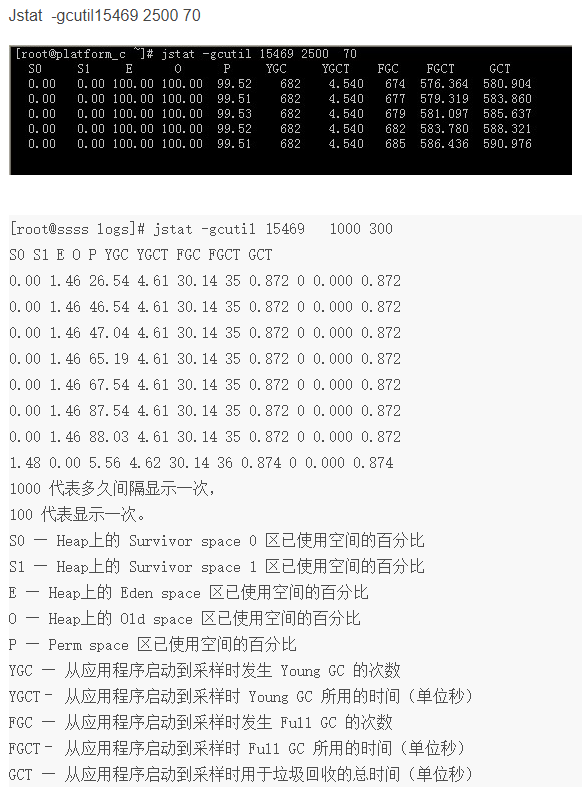 Jstat  -gcutil15469 2500 70
[root@platform_c ~]# jstat -gcutil 15469 2500  70
S0     S1     E      O      P     YGC     YGCT    FGC    FGCT     GCT
0.00   0.00 100.00 100.00  99.52    682    4.540   674  576.364  580.904
0.00   0.00 100.00 100.00  99.51    682    4.540   677  579.319  583.860
0.00   0.00 100.00 100.00  99.53    682    4.540   679  581.097  585.637
0.00   0.00 100.00 100.00  99.52    682    4.540   682  583.780  588.321
0.00   0.00 100.00 100.00  99.51    682    4.540   685  586.436  590.976
[root@ssss logs]# jstat -gcutil 15469   1000 300
S0 S1 E O P YGC YGCT FGC FGCT GCT
0.00 1.46 26.54 4.61 30.14 35 0.872 0 0.000 0.872
0.00 1.46 46.54 4.61 30.14 35 0.872 0 0.000 0.872
0.00 1.46 47.04 4.61 30.14 35 0.872 0 0.000 0.872
0.00 1.46 65.19 4.61 30.14 35 0.872 0 0.000 0.872
0.00 1.46 67.54 4.61 30.14 35 0.872 0 0.000 0.872
0.00 1.46 87.54 4.61 30.14 35 0.872 0 0.000 0.872
0.00 1.46 88.03 4.61 30.14 35 0.872 0 0.000 0.872
1.48 0.00 5.56 4.62 30.14 36 0.874 0 0.000 0.874
1000 代表多久间隔显示一次，
100 代表显示一次。
S0 — Heap上的 Survivor space 0 区已使用空间的百分比
S1 — Heap上的 Survivor space 1 区已使用空间的百分比
E — Heap上的 Eden space 区已使用空间的百分比
O — Heap上的 Old space 区已使用空间的百分比
P — Perm space 区已使用空间的百分比
YGC — 从应用程序启动到采样时发生 Young GC 的次数
YGCT– 从应用程序启动到采样时 Young GC 所用的时间（单位秒）
FGC — 从应用程序启动到采样时发生 Full GC 的次数
FGCT– 从应用程序启动到采样时 Full GC 所用的时间（单位秒）
GCT — 从应用程序启动到采样时用于垃圾回收的总时间（单位秒）